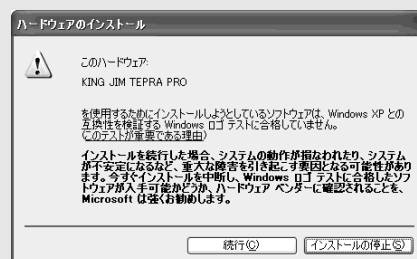 ハードウェアのインストール
このハードウェア:
KING JIM TEPRA PRO
を使用するためにインストールしようとしているソフトウェアは、Windows XP との
互換性を検証する Windows ロゴ テストに合格していません。
(このテストが重要である理由)
インストールを続行した場合、システムの動作が損なわれたり、システム
が不安定になるなど、重大な障害を引き起こす要因となる可能性があり
ます。今すぐインストールを中断し、Windows ロゴ テストに合格したソフ
トウェアが入手可能かどうか、ハードウェア ベンダーに確認されることを、
Microsoft は強くお勧めします。
続行(C)
インストールの停止(S)